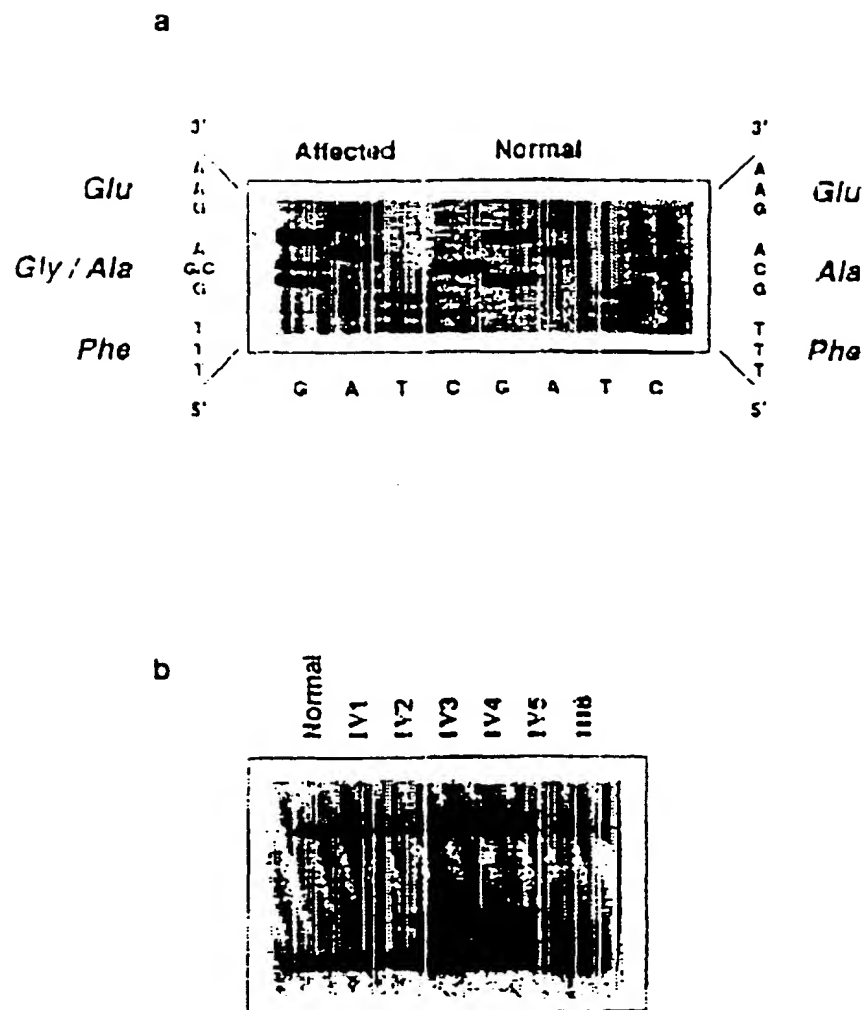 a
3' 3'
Affected Normal
A A
Glu A A Glu
G G
A A
Gly / Ala G C C Ala
G G
T T
Phe T T Phe
T T
G A T C G A T C
5' 5'
b
Normal IV1 IV2 IV3 IV4 IV5 III8